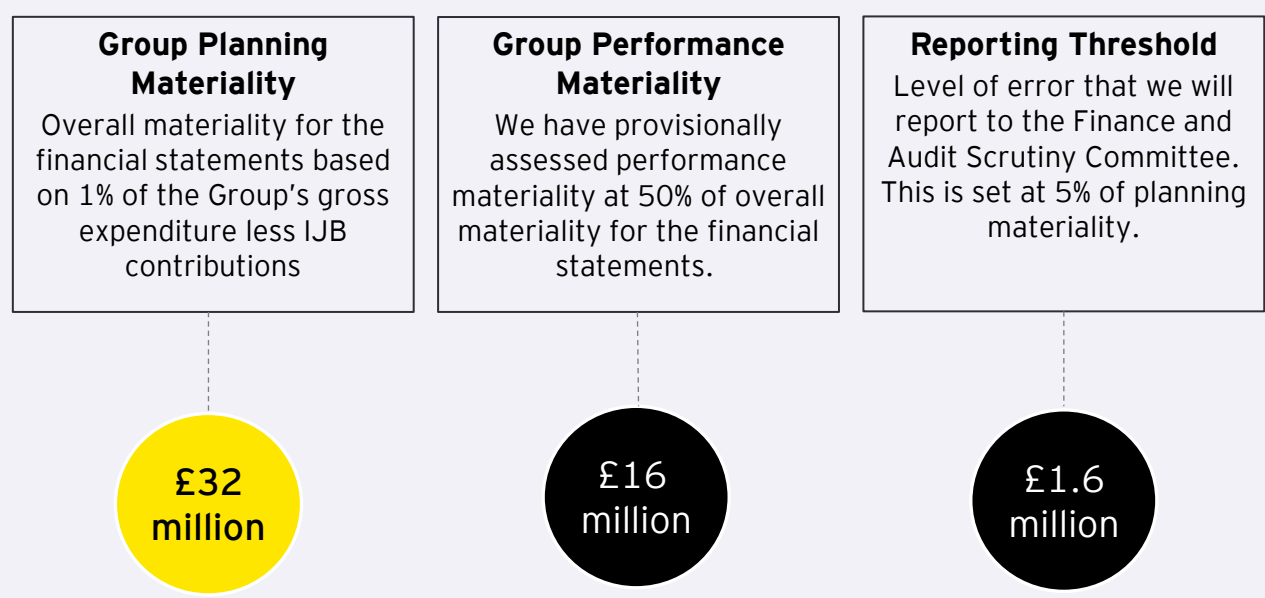 Group Planning
Materiality
Overall materiality for the
financial statements based
on 1% of the Group’s gross
expenditure less IJB
contributions
£32
million
Group Performance
Materiality
We have provisionally
assessed performance
materiality at 50% of overall
materiality for the financial
statements.
£16
million
Reporting Threshold
Level of error that we will
report to the Finance and
Audit Scrutiny Committee.
This is set at 5% of planning
materiality.
£1.6
million